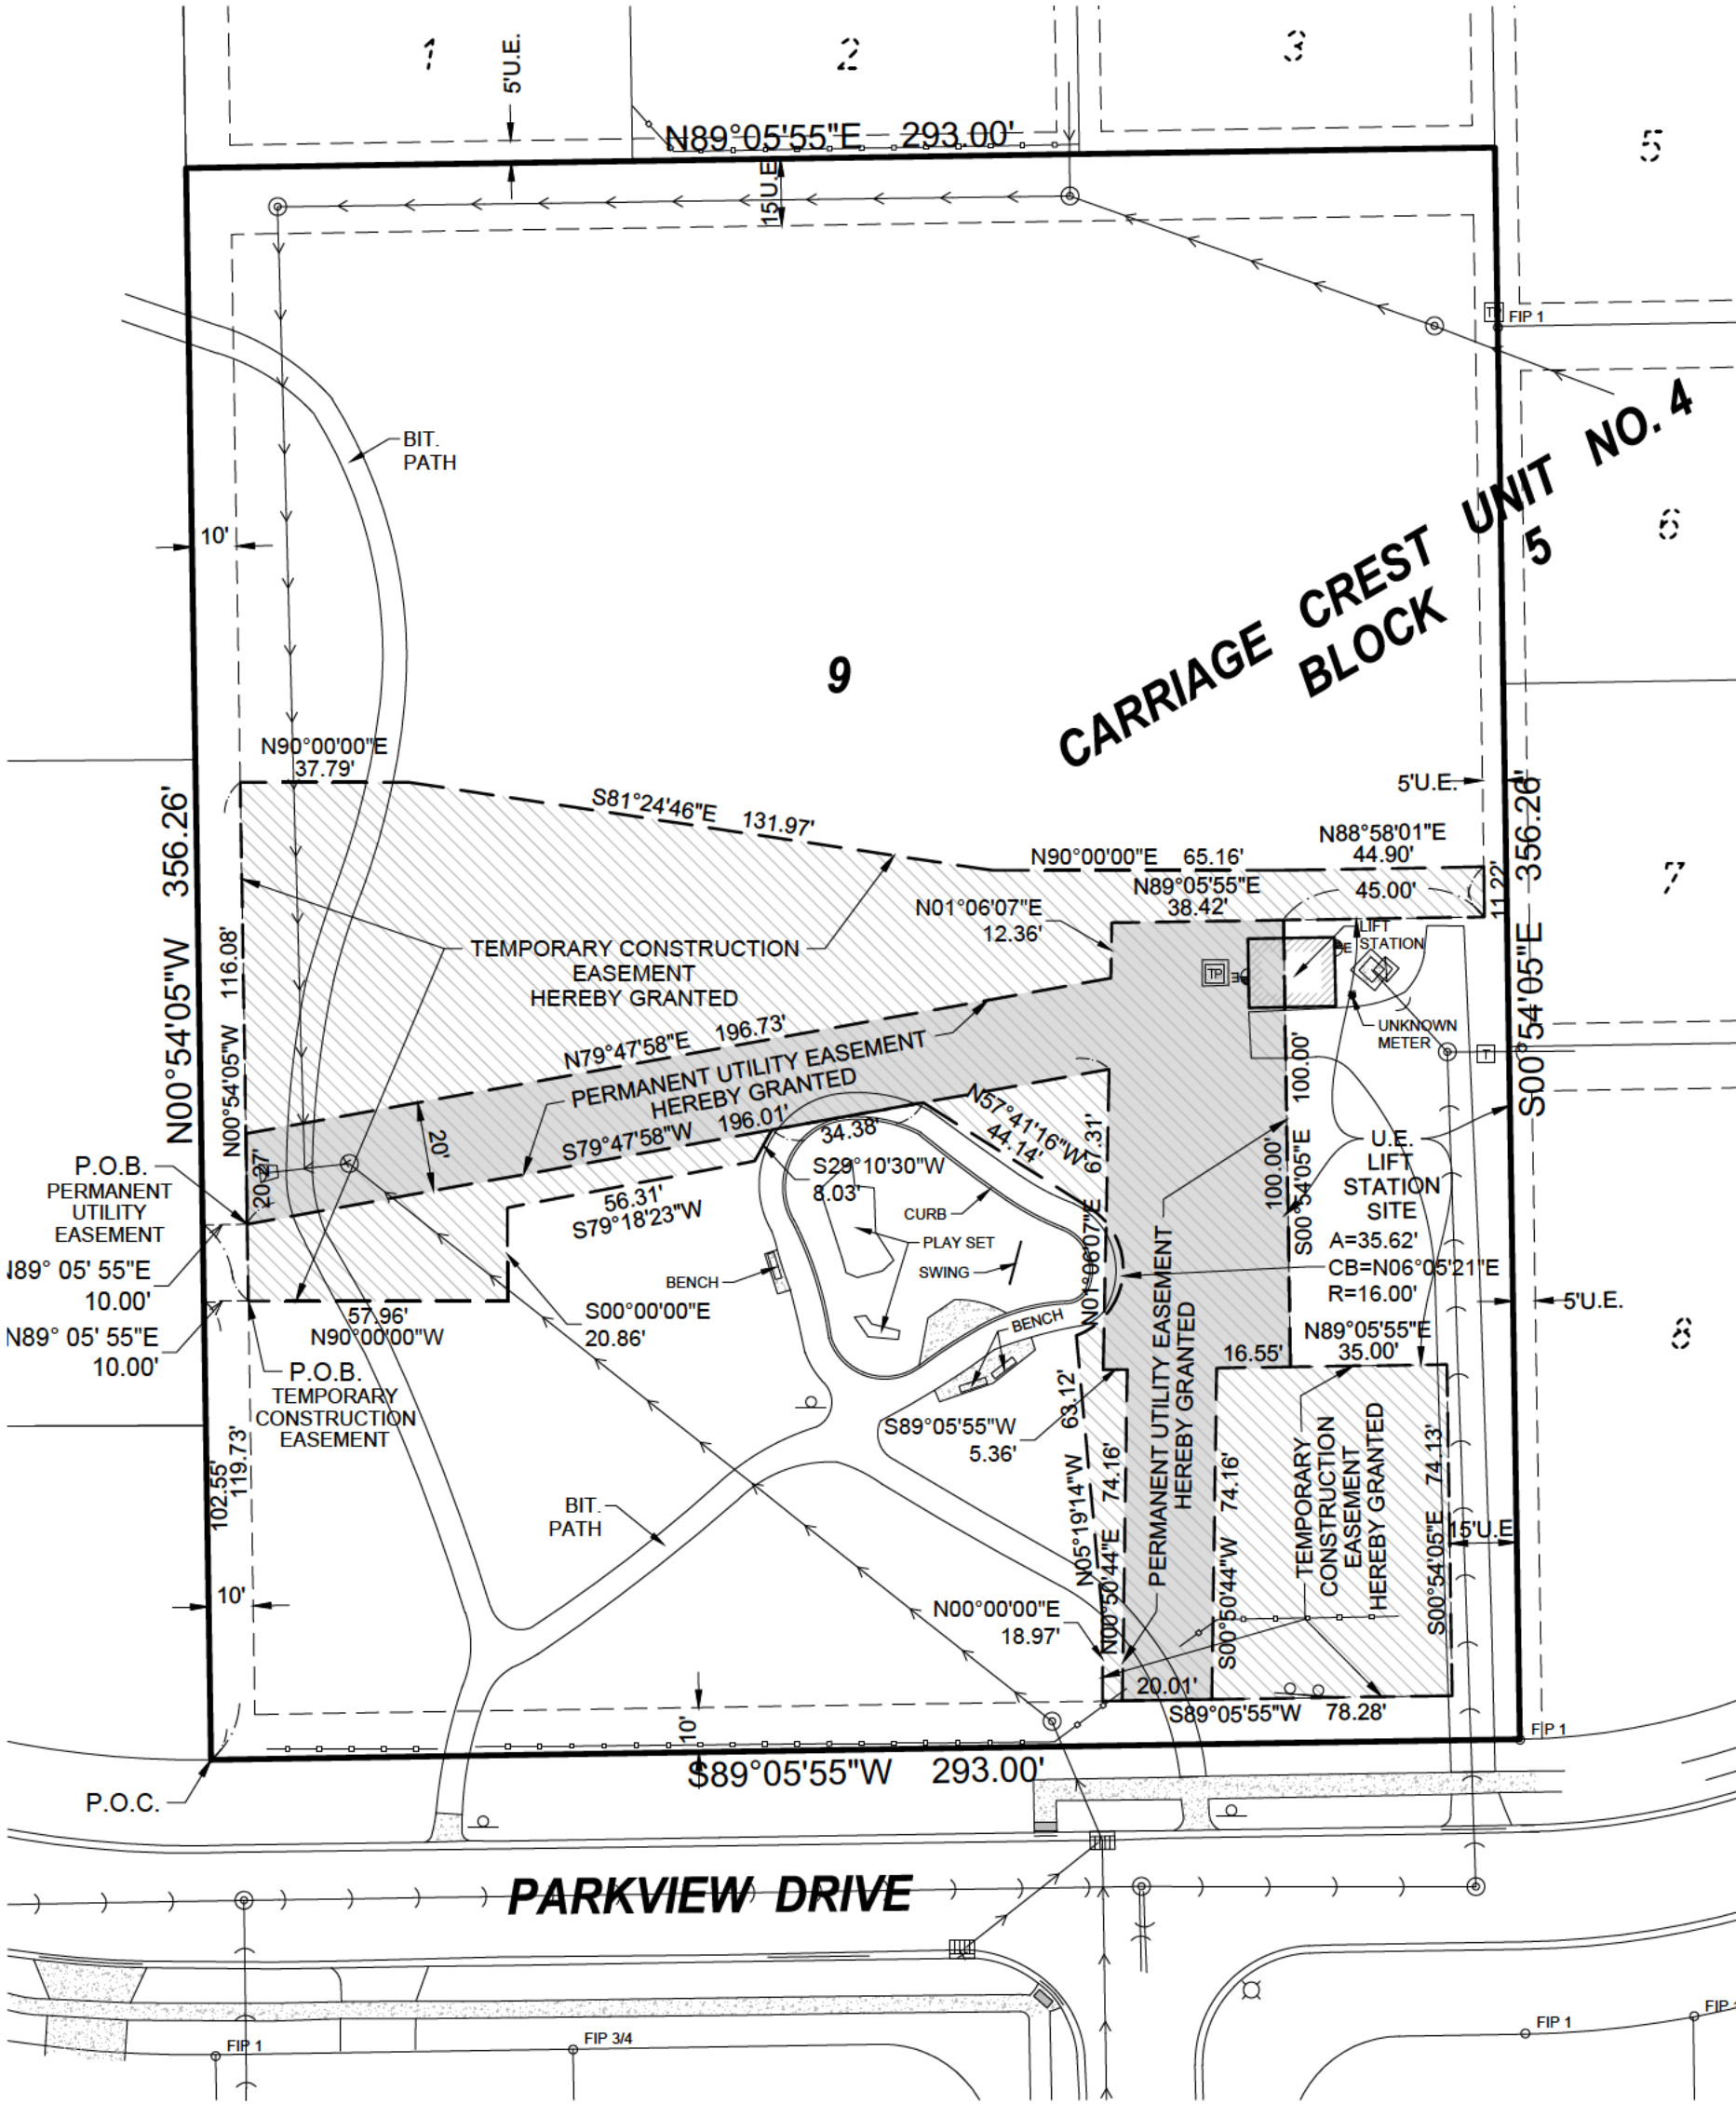 1
2
3
5'U.E.
5
N89°05'55"E 293.00'
15'U.E.
FIP 1
BIT.
PATH
10'
CARRIAGE CREST UNIT NO. 4
BLOCK 5
6
9
N90°00'00"E
37.79'
S81°24'46"E 131.97'
5'U.E.
N88°58'01"E
44.90'
N90°00'00"E 65.16'
N89°05'55"E
38.42'
45.00'
11.22'
7
N00°54'05"W 356.26'
S00°54'05"E 356.26'
N01°06'07"E
12.36'
LIFT
STATION
E
TP
E
UNKNOWN
METER
T
TEMPORARY CONSTRUCTION
EASEMENT
HEREBY GRANTED
N00°54'05"W 116.08'
N79°47'58"E 196.73'
PERMANENT UTILITY EASEMENT
HEREBY GRANTED
S79°47'58"W 196.01'
20'
20.27'
34.38'
N57°41'16"W
44.14'
67.31'
N01°06'07"E
100.00'
100.00'
S00°54'05"E
P.O.B.
PERMANENT
UTILITY
EASEMENT
S29°10'30"W
8.03'
56.31'
S79°18'23"W
CURB
PLAY SET
SWING
BENCH
BENCH
U.E.
LIFT
STATION
SITE
A=35.62'
CB=N06°05'21"E
R=16.00'
5'U.E.
89° 05' 55"E
10.00'
N89° 05' 55"E
10.00'
57.96'
N90°00'00"W
S00°00'00"E
20.86'
N89°05'55"E
35.00'
16.55'
8
P.O.B.
TEMPORARY
CONSTRUCTION
EASEMENT
PERMANENT UTILITY EASEMENT
HEREBY GRANTED
S89°05'55"W
5.36'
63.12'
N05°19'14"W
N00°50'44"E 74.16'
S00°50'44"W 74.16'
TEMPORARY
CONSTRUCTION
EASEMENT
HEREBY GRANTED
S00°54'05"E 74.13'
15'U.E.
102.55'
119.73'
BIT.
PATH
10'
N00°00'00"E
18.97'
20.01'
S89°05'55"W 78.28'
10'
S89°05'55"W 293.00'
FIP 1
P.O.C.
PARKVIEW DRIVE
FIP 1
FIP 3/4
FIP 1
FIP